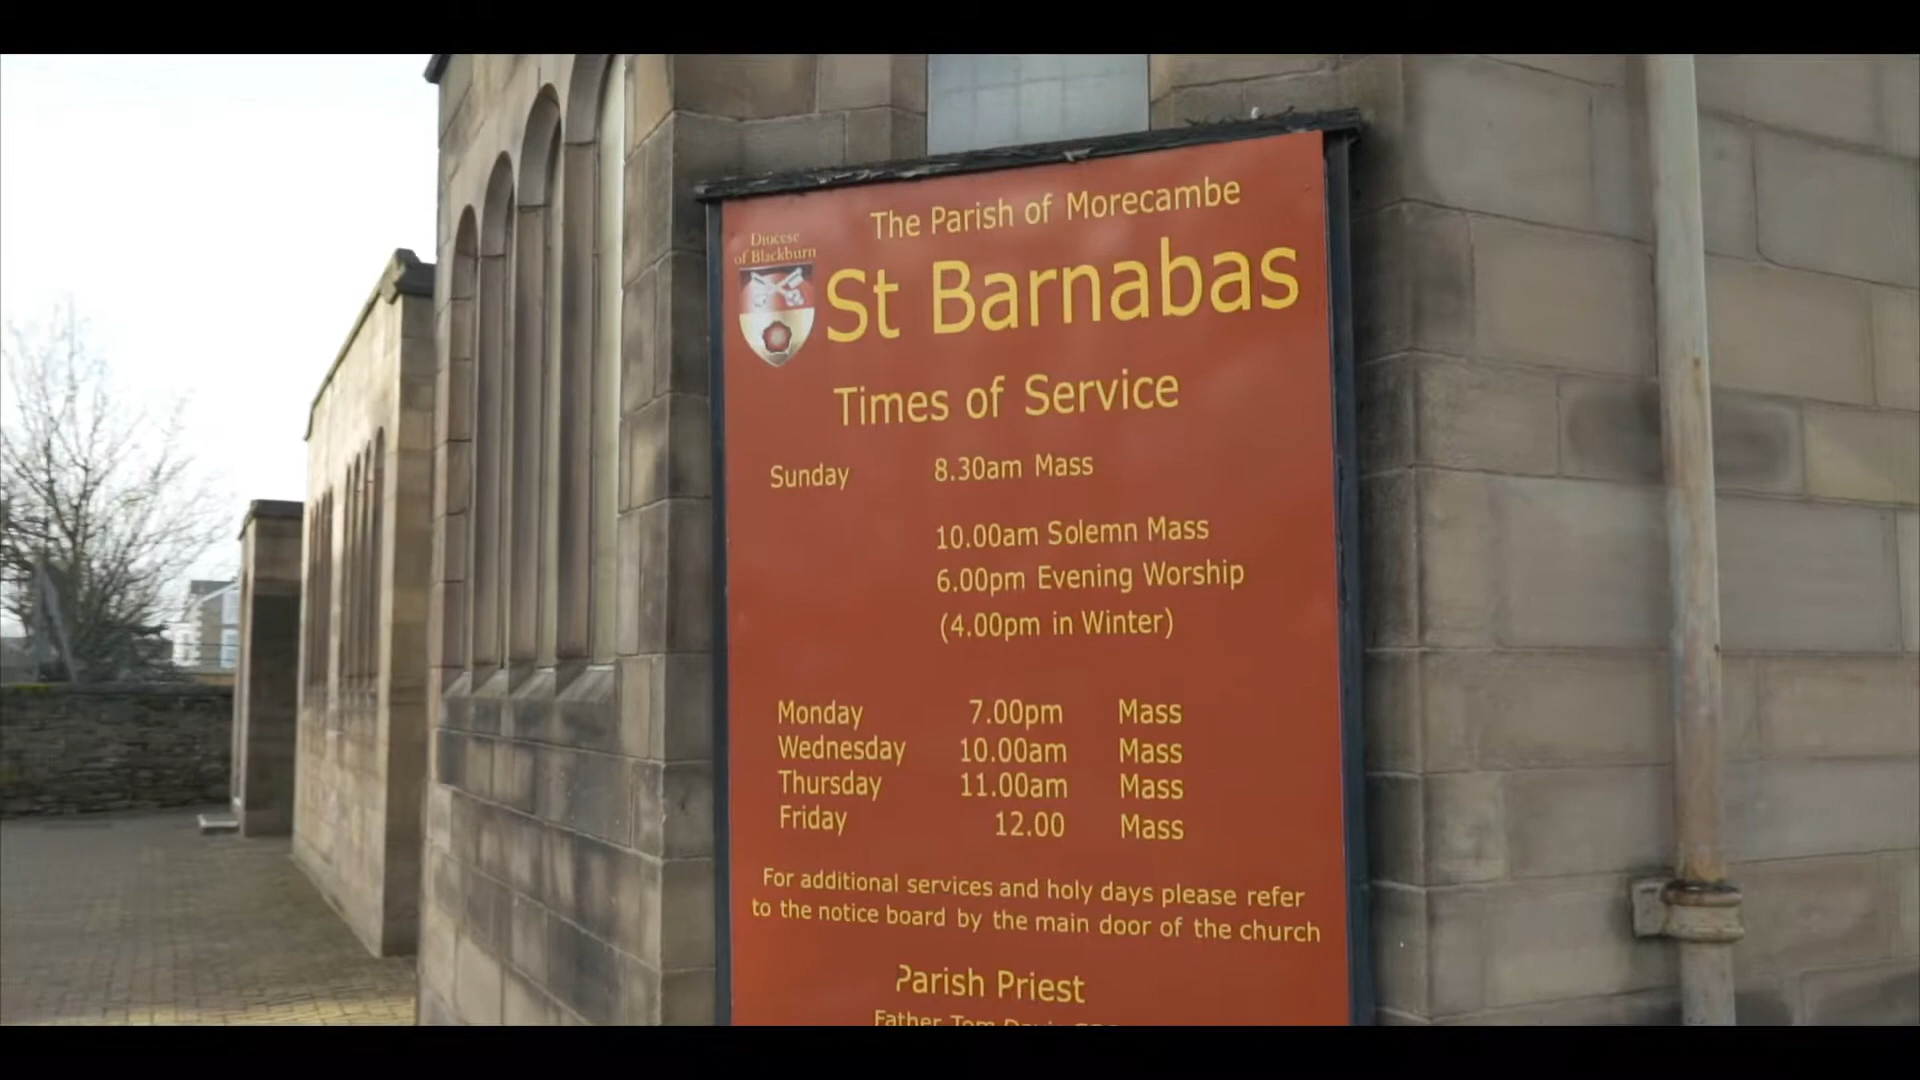 The Parish of Morecambe
Diocese
of Blackburn
St Barnabas
Times of Service
Sunday 8.30am Mass
10.00am Solemn Mass
6.00pm Evening Worship
(4.00pm in Winter)
Monday 7.00pm Mass
Wednesday 10.00am Mass
Thursday 11.00am Mass
Friday 12.00 Mass
For additional services and holy days please refer
to the notice board by the main door of the church
Parish Priest
Father Tom